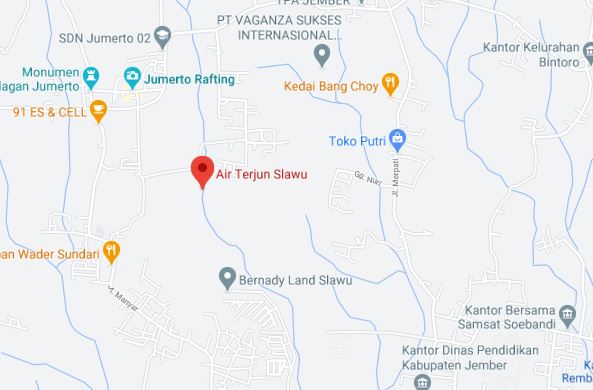 TPA JEMBER
PT VAGANZA SUKSES
INTERNASIONAL...
SDN Jumerto 02
Kantor Kelurahan
Bintoro
Monumen
Jumerto Rafting
Jumerto
Kedai Bang Choy
91 ES & CELL
Toko Putri
Air Terjun Slawu
Gg. Nuri
Jl. Merpati
Wader Sundari
Bernady Land Slawu
Manyar
Kantor Bersama
Samsat Soebandi
Kantor Dinas Pendidikan
Kabupaten Jember